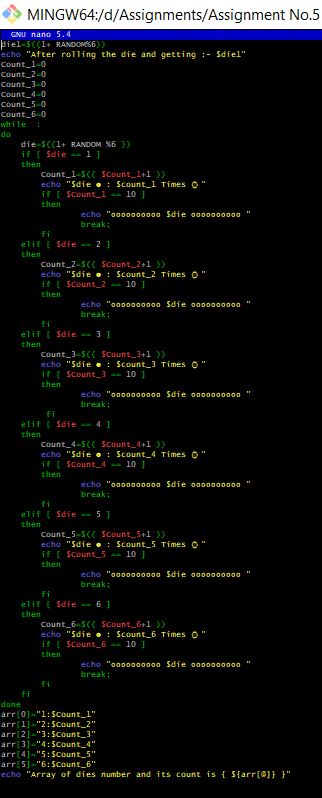 MINGW64:/d/Assignments/Assignment No.5
GNU nano 5.4
die1=$((1+ RANDOM%6))
echo "After rolling the die and getting :- $die1"
Count_1=0
Count_2=0
Count_3=0
Count_4=0
Count_5=0
Count_6=0
while :
do
die=$((1+ RANDOM %6 ))
if [ $die == 1 ]
then
Count_1=$(( $Count_1+1 ))
echo "$die ☻ : $count_1 Times ⌚"
if [ $Count_1 == 10 ]
then
echo "oooooooooo $die oooooooooo "
break;
fi
elif [ $die == 2 ]
then
Count_2=$(( $Count_2+1 ))
echo "$die ☻ : $count_2 Times ⌚"
if [ $Count_2 == 10 ]
then
echo "oooooooooo $die oooooooooo "
break;
fi
elif [ $die == 3 ]
then
Count_3=$(( $Count_3+1 ))
echo "$die ☻ : $count_3 Times ⌚"
if [ $Count_3 == 10 ]
then
echo "oooooooooo $die oooooooooo "
break;
fi
elif [ $die == 4 ]
then
Count_4=$(( $Count_4+1 ))
echo "$die ☻ : $count_4 Times ⌚"
if [ $Count_4 == 10 ]
then
echo "oooooooooo $die oooooooooo "
break;
fi
elif [ $die == 5 ]
then
Count_5=$(( $Count_5+1 ))
echo "$die ☻ : $count_5 Times ⌚"
if [ $Count_5 == 10 ]
then
echo "oooooooooo $die oooooooooo "
break;
fi
elif [ $die == 6 ]
then
Count_6=$(( $Count_6+1 ))
echo "$die ☻ : $count_6 Times ⌚"
if [ $Count_6 == 10 ]
then
echo "oooooooooo $die oooooooooo "
break;
fi
fi
done
arr[0]="1:$Count_1"
arr[1]="2:$Count_2"
arr[2]="3:$Count_3"
arr[3]="4:$Count_4"
arr[4]="5:$Count_5"
arr[5]="6:$Count_6"
echo "Array of dies number and its count is { ${arr[@]} }"